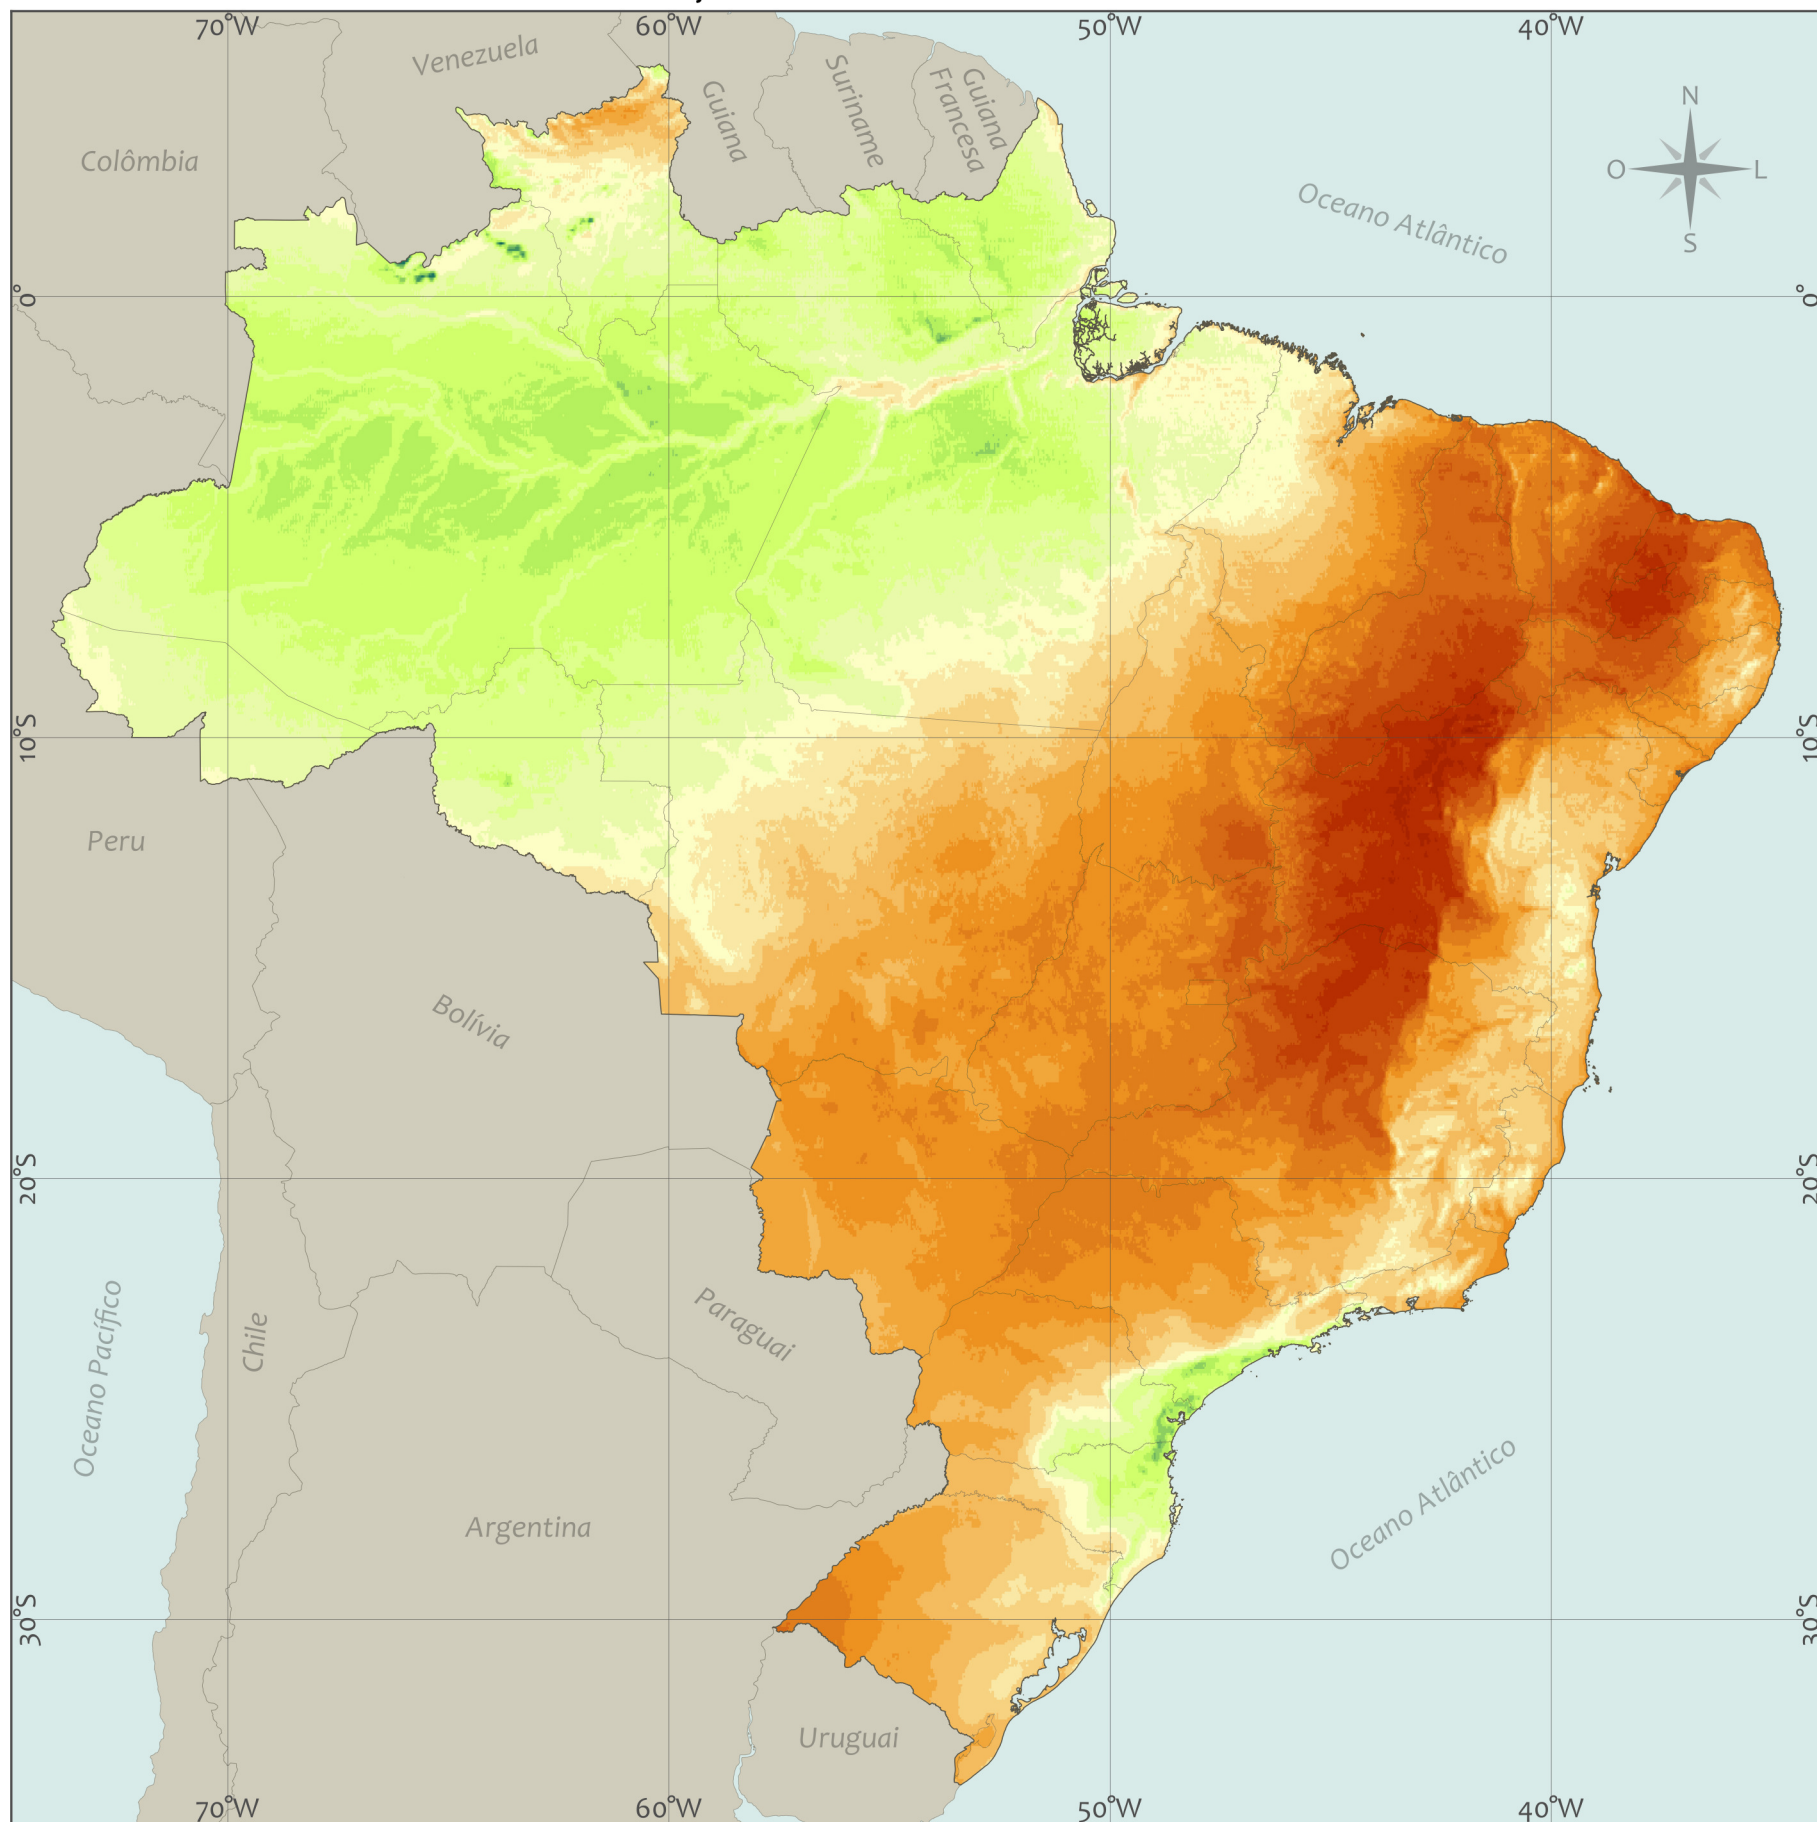 70°W
60°W
50°W
40°W
Venezuela
Colômbia
Guiana
Suriname
Guiana
Francesa
N
O
L
S
Oceano Atlântico
0°
0°
10°S
10°S
Peru
Bolívia
20°S
20°S
Oceano Pacífico
Chile
Paraguai
Argentina
Oceano Atlântico
30°S
30°S
Uruguai
70°W
60°W
50°W
40°W